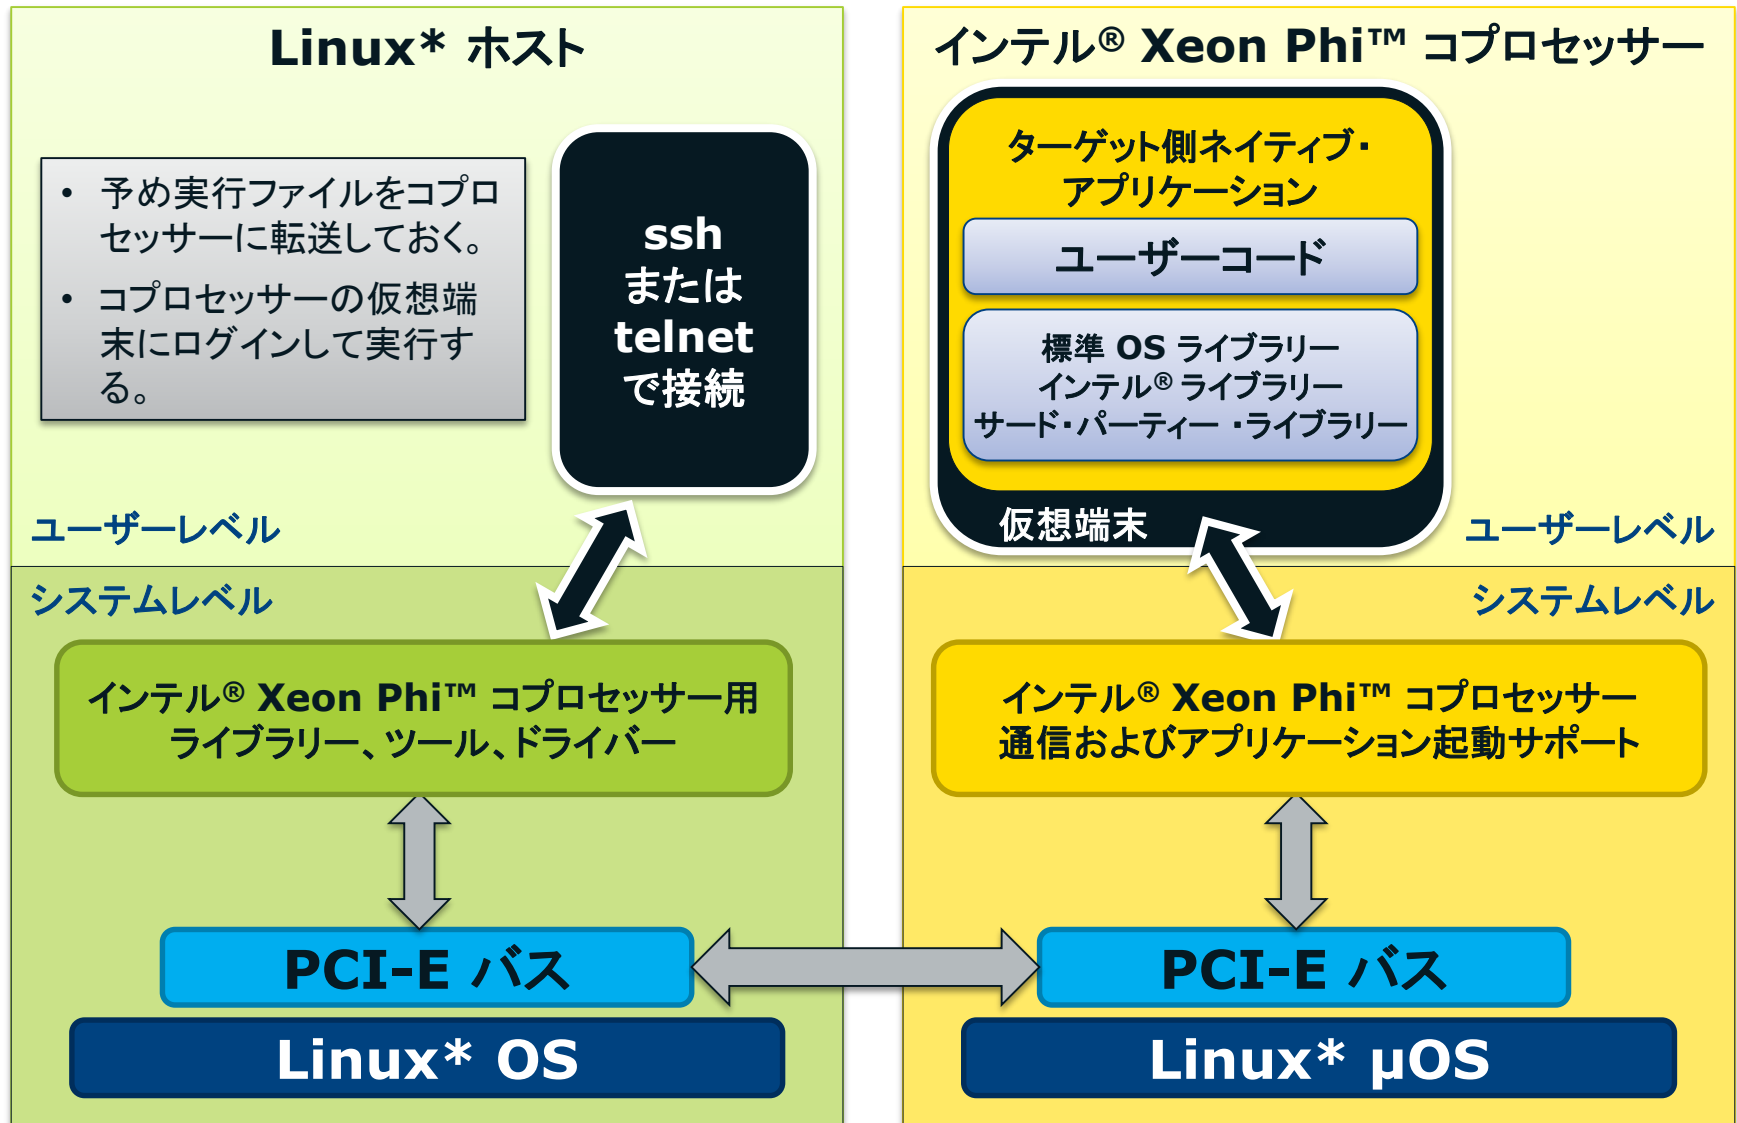 Linux* ホスト
• 予め実行ファイルをコプロ
セッサーに転送しておく。
• コプロセッサーの仮想端
末にログインして実行す
る。
ssh
または
telnet
で接続
ユーザーレベル
システムレベル
インテル® Xeon Phi™ コプロセッサー用
ライブラリー、ツール、ドライバー
PCI-E バス
Linux* OS
インテル® Xeon Phi™ コプロセッサー
ターゲット側ネイティブ・
アプリケーション
ユーザーコード
標準 OS ライブラリー
インテル® ライブラリー
サード・パーティー ・ライブラリー
仮想端末
ユーザーレベル
システムレベル
インテル® Xeon Phi™ コプロセッサー
通信およびアプリケーション起動サポート
PCI-E バス
Linux* µOS